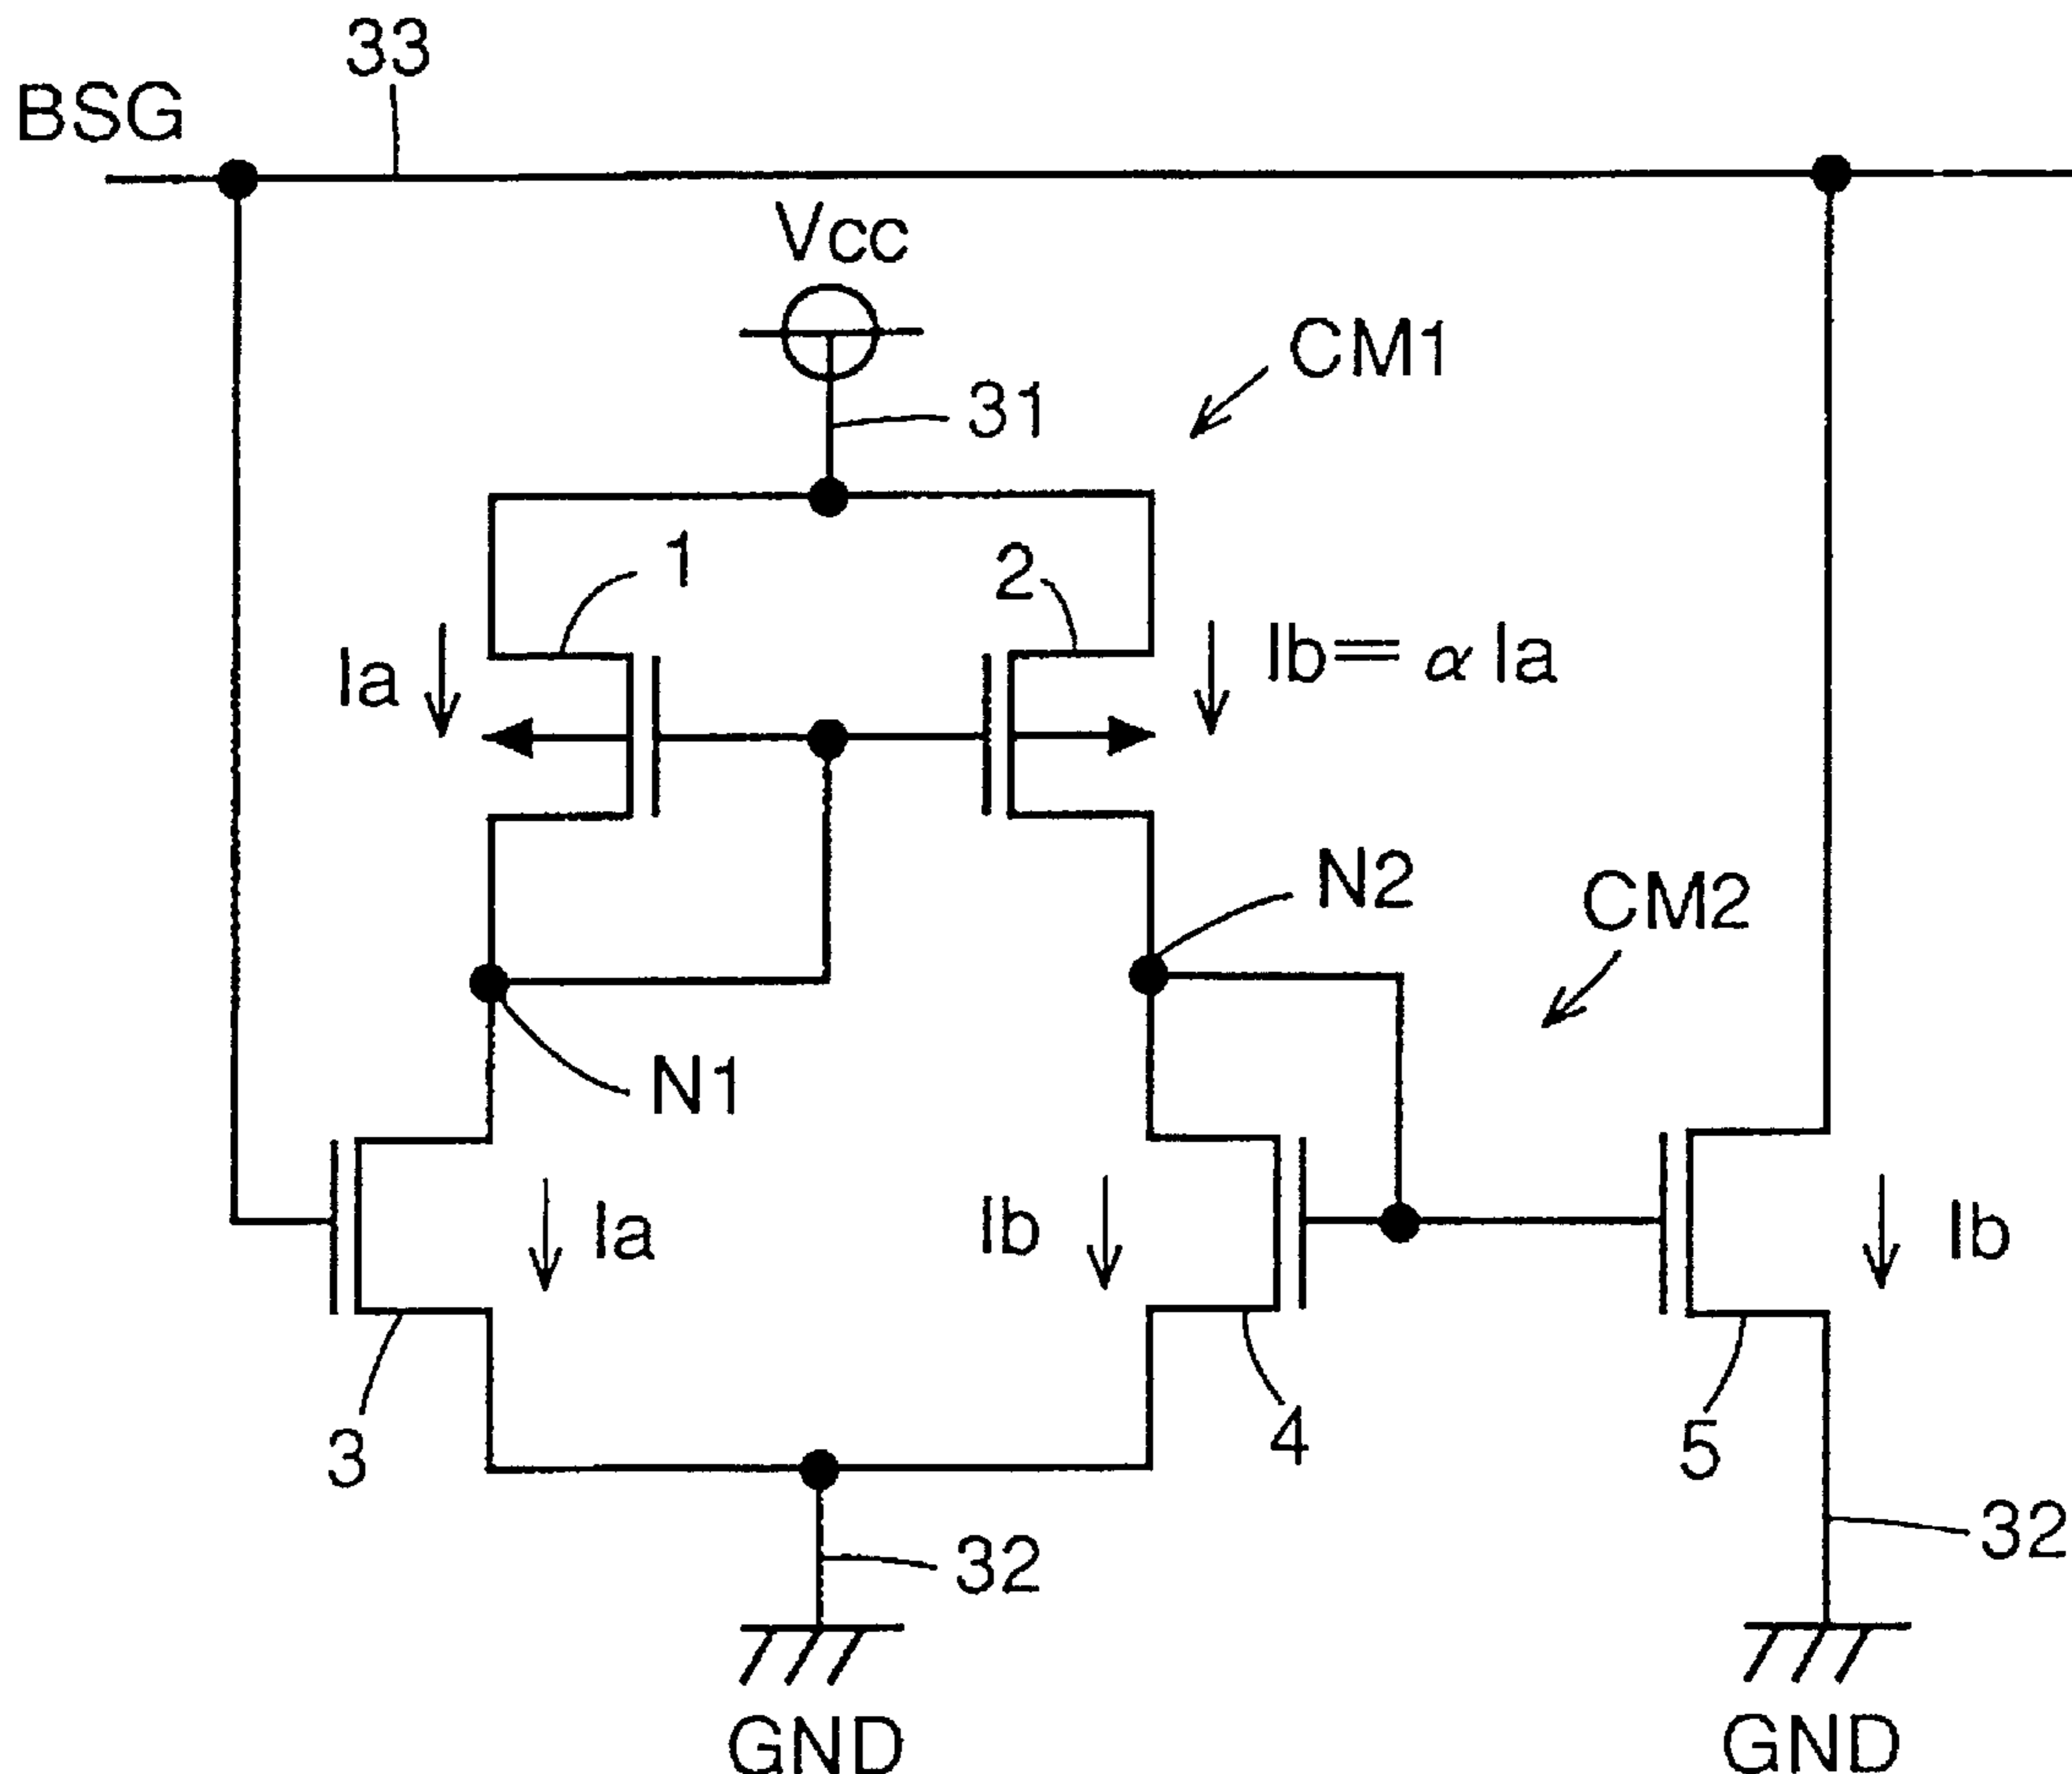 33
BSG
Vcc
CM1
31
1
2
Ia
Ib = α Ia
N2
CM2
N1
Ia
Ib
Ib
3
4
5
32
32
GND
GND